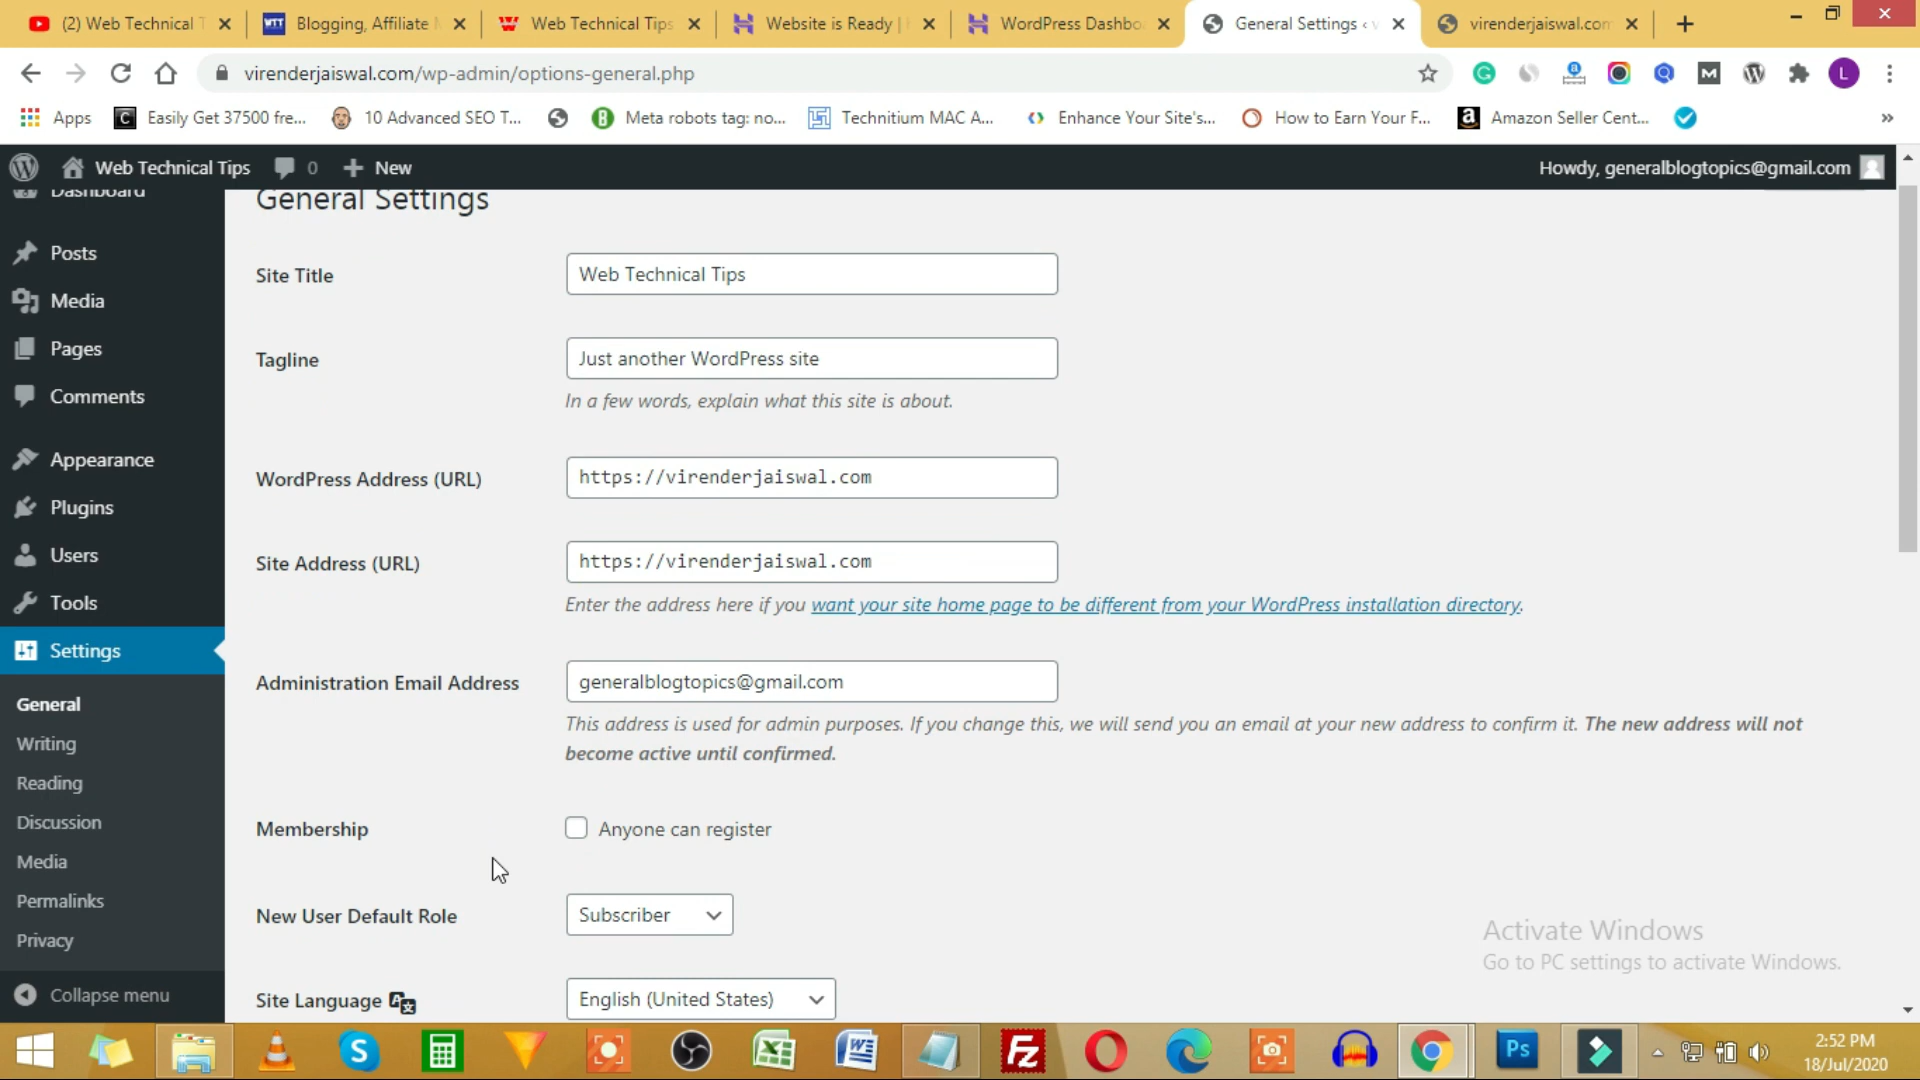 (2) Web Technical T
Blogging, Affiliate M
Web Technical Tips
Website is Ready |
WordPress Dashbo
General Settings ‹
virenderjaiswal.com
virenderjaiswal.com/wp-admin/options-general.php
Apps
Easily Get 37500 fre...
10 Advanced SEO T...
Meta robots tag: no...
Technitium MAC A...
Enhance Your Site's...
How to Earn Your F...
Amazon Seller Cent...
»
Web Technical Tips
0
New
Howdy, generalblogtopics@gmail.com
Dashboard
Posts
Media
Pages
Comments
Appearance
Plugins
Users
Tools
Settings
General
Writing
Reading
Discussion
Media
Permalinks
Privacy
Collapse menu
General Settings
Site Title
Web Technical Tips
Tagline
Just another WordPress site
In a few words, explain what this site is about.
WordPress Address (URL)
https://virenderjaiswal.com
Site Address (URL)
https://virenderjaiswal.com
Enter the address here if you want your site home page to be different from your WordPress installation directory.
Administration Email Address
generalblogtopics@gmail.com
This address is used for admin purposes. If you change this, we will send you an email at your new address to confirm it. The new address will not
become active until confirmed.
Membership
Anyone can register
New User Default Role
Subscriber
Site Language
English (United States)
Activate Windows
Go to PC settings to activate Windows.
2:52 PM
18/Jul/2020